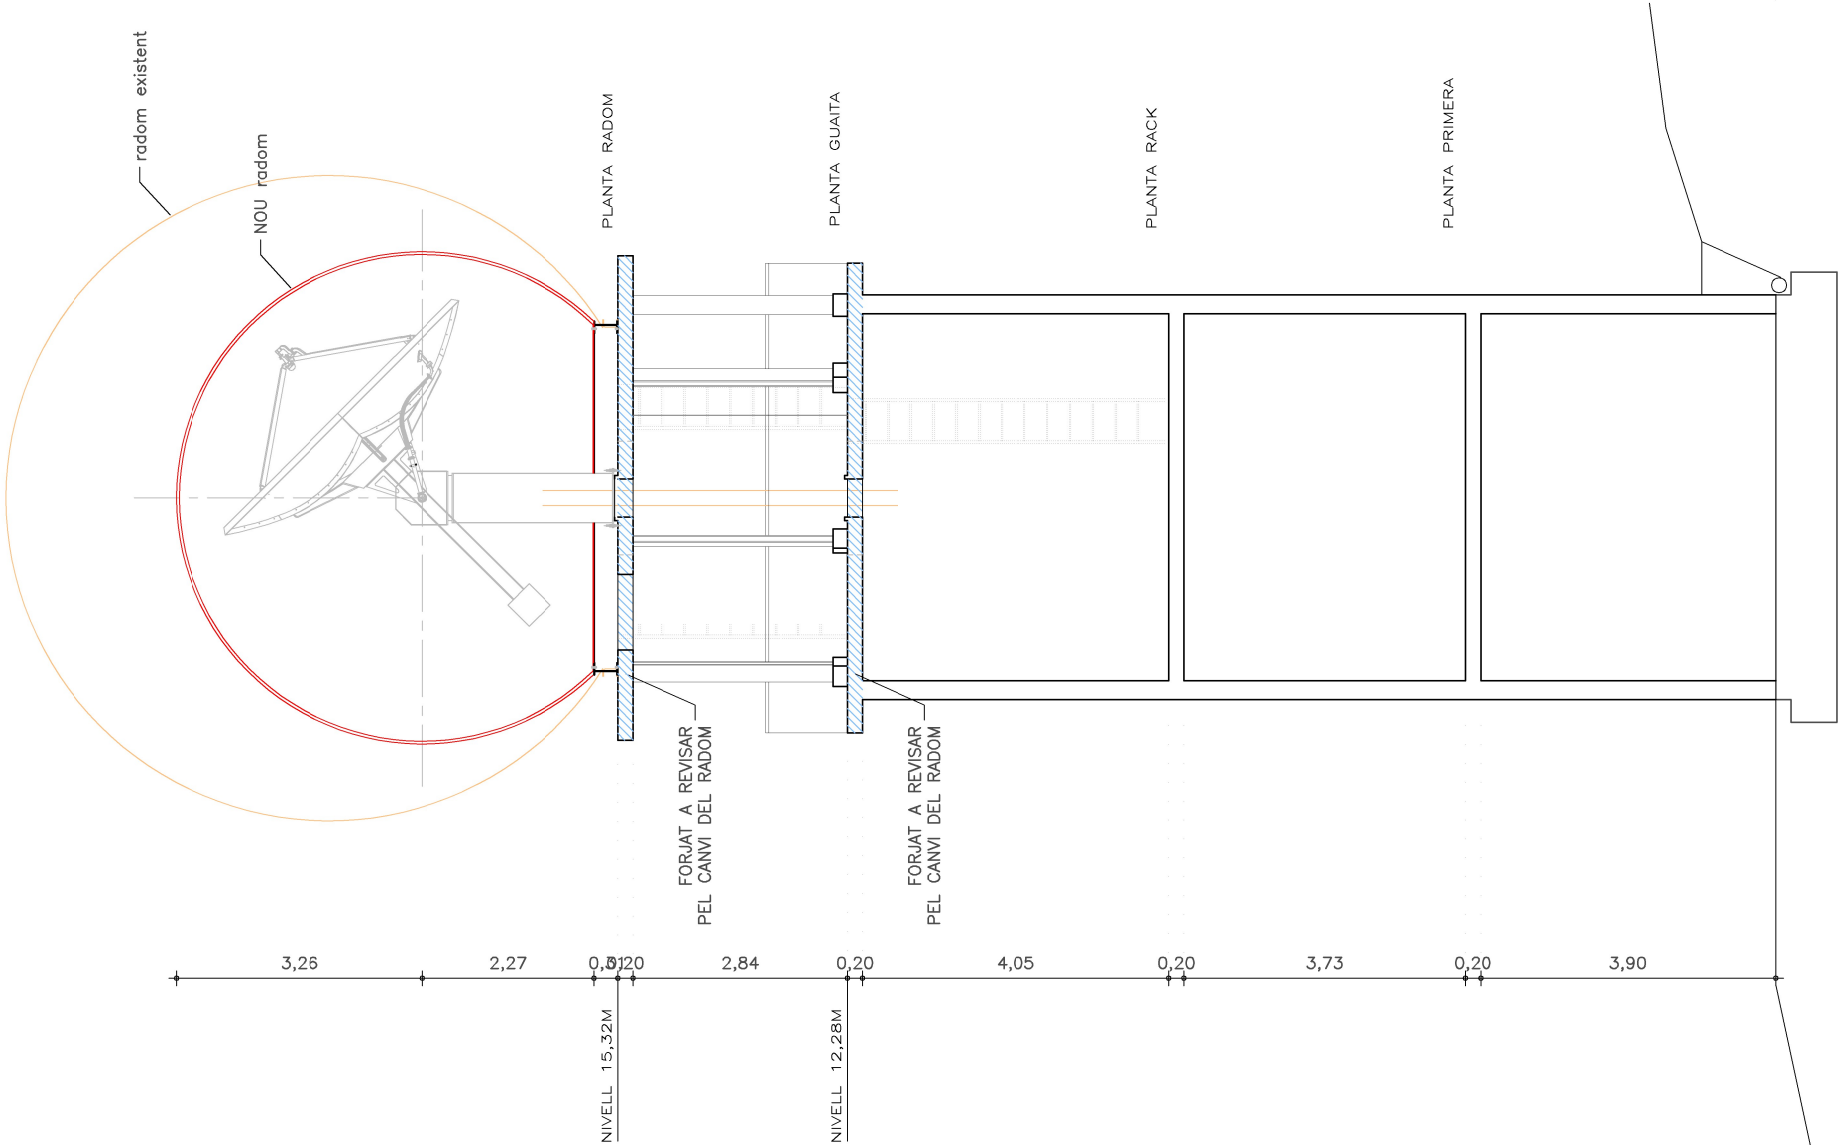 radom existent
NOU radom
PLANTA RADOM
PLANTA GUAITA
PLANTA RACK
PLANTA PRIMERA
FORJAT A REVISAR
PEL CANVI DEL RADOM
FORJAT A REVISAR
PEL CANVI DEL RADOM
3,26
2,27
0,20
2,84
0,20
4,05
0,20
3,73
0,20
3,90
NIVELL 15,32M
NIVELL 12,28M